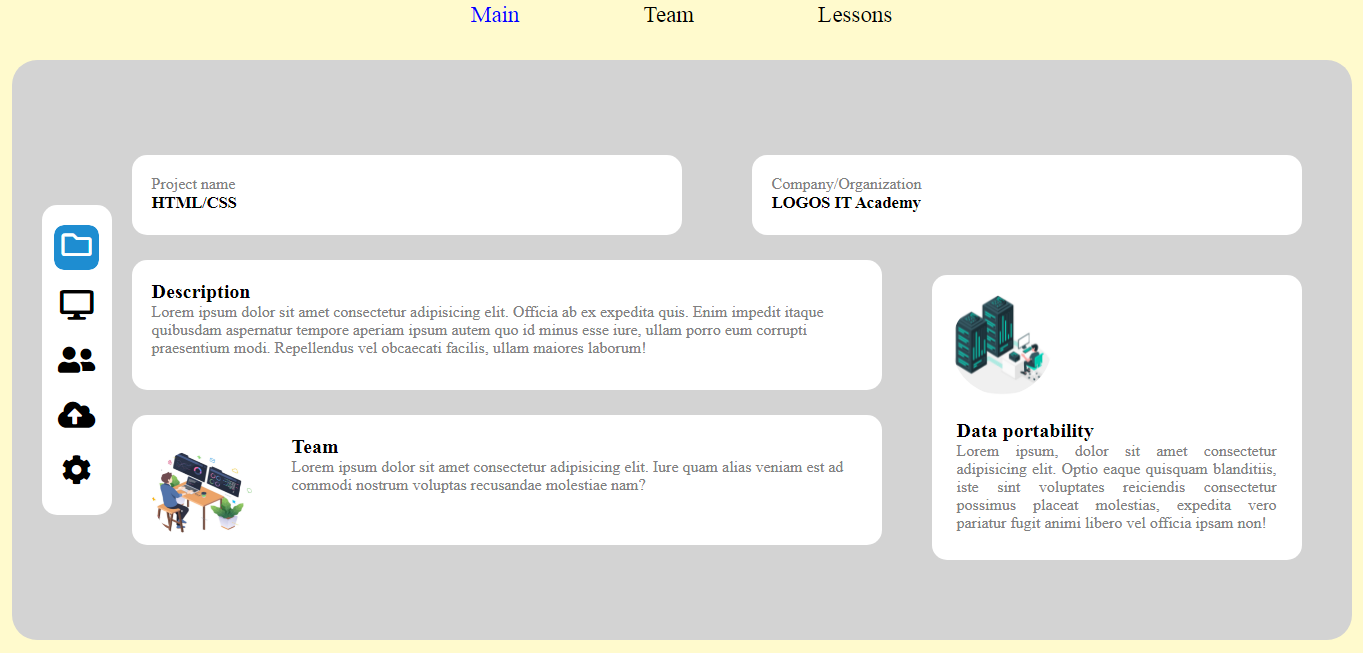 Main
Team
Lessons
Project name
HTML/CSS
Company/Organization
LOGOS IT Academy
Description
Lorem ipsum dolor sit amet consectetur adipisicing elit. Officia ab ex expedita quis. Enim impedit itaque
quibusdam aspernatur tempore aperiam ipsum autem quo id minus esse iure, ullam porro eum corrupti
praesentium modi. Repellendus vel obcaecati facilis, ullam maiores laborum!
Team
Lorem ipsum dolor sit amet consectetur adipisicing elit. Iure quam alias veniam est ad
commodi nostrum voluptas recusandae molestiae nam?
Data portability
Lorem ipsum, dolor sit amet consectetur
adipisicing elit. Optio eaque quisquam blanditiis,
iste sint voluptates reiciendis consectetur
possimus placeat molestias, expedita vero
pariatur fugit animi libero vel officia ipsam non!